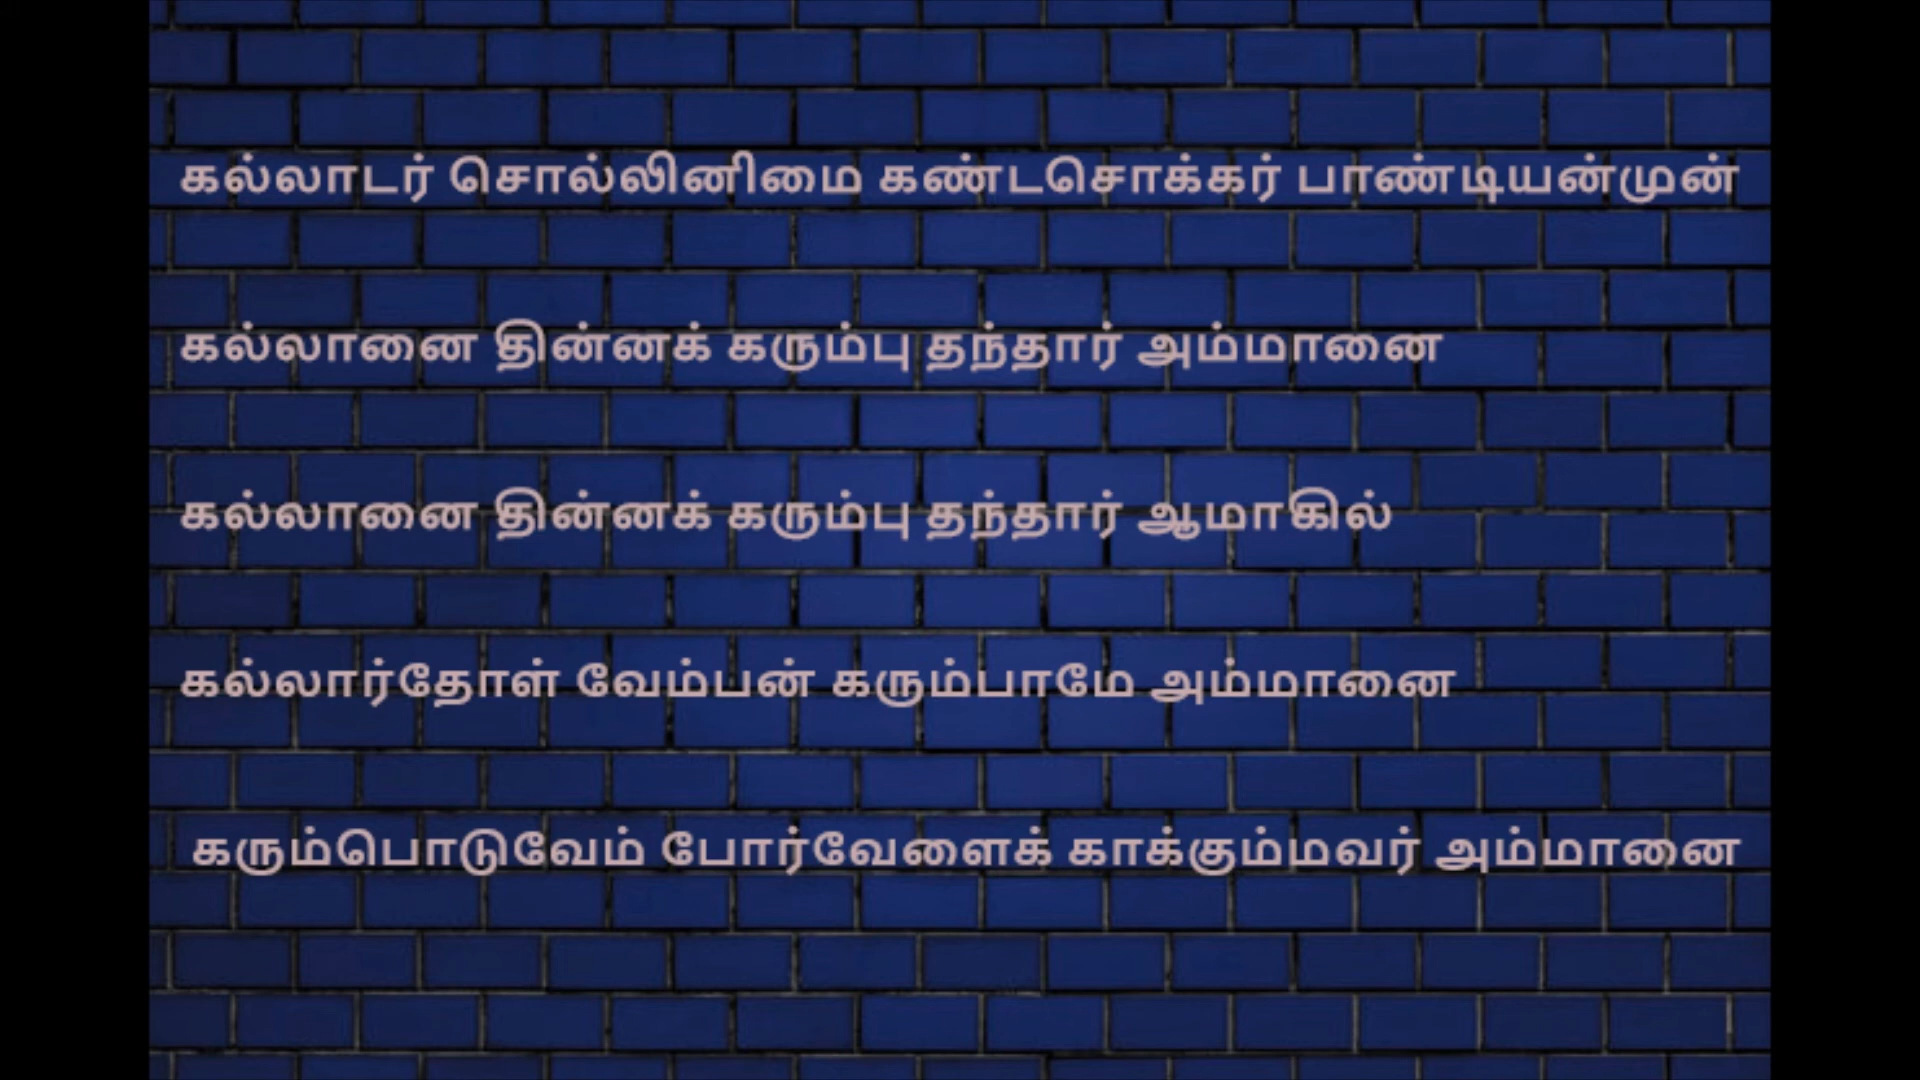 கல்லாடர் சொல்லினிமை கண்டசொக்கர் பாண்டியன்முன்
கல்லானை தின்னக் கரும்பு தந்தார் அம்மானை
கல்லானை தின்னக் கரும்பு தந்தார் ஆமாகில்
கல்லார்தோள் வேம்பன் கரும்பாமே அம்மானை
கரும்பொடுவேம் போர்வேளைக் காக்கும்மவர் அம்மானை